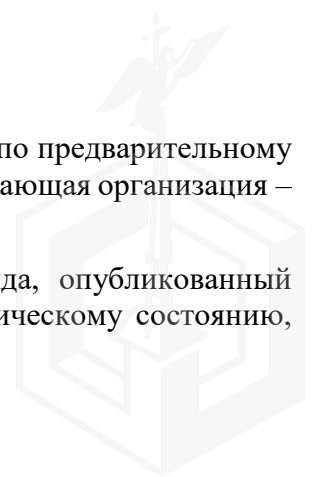 по предварительному
ающая организация –
да, опубликованный
ическому состоянию,